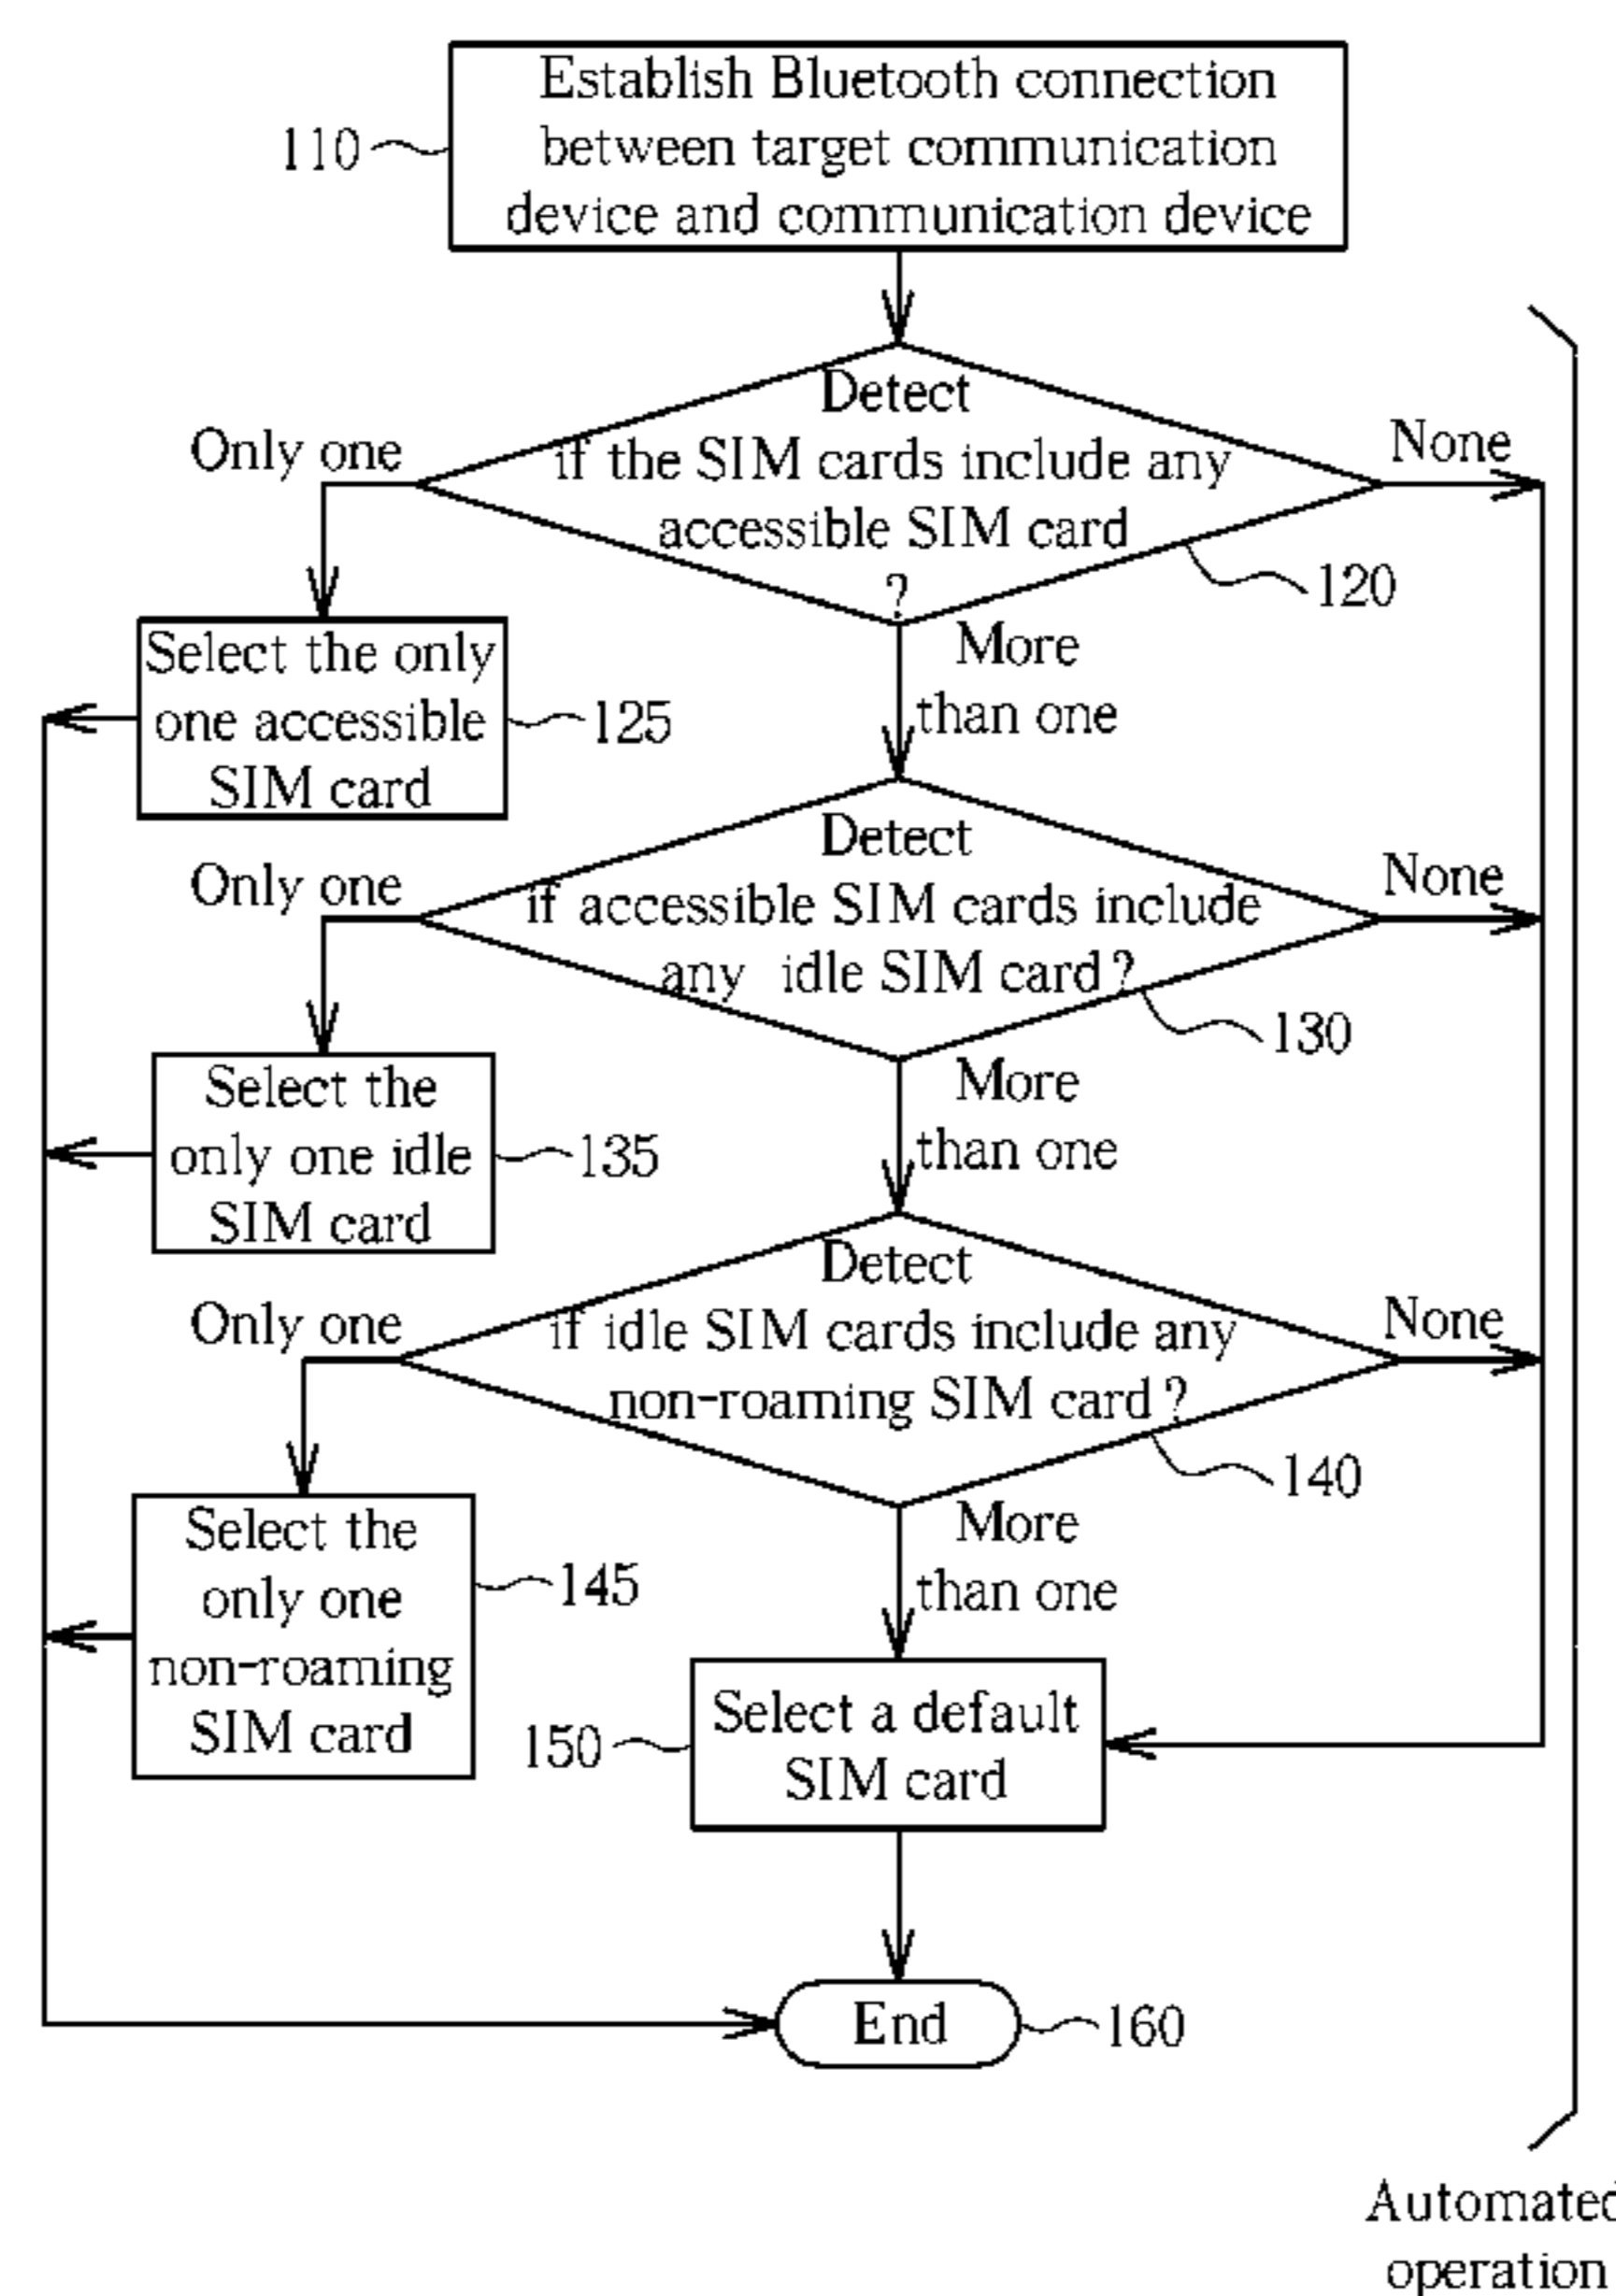 Establish Bluetooth connection
between target communication
device and communication device
110
Detect
if the SIM cards include any
accessible SIM card
?
Only one
None
120
More
than one
Select the only
one accessible
SIM card
125
Detect
if accessible SIM cards include
any idle SIM card?
Only one
None
130
More
than one
Select the
only one idle
SIM card
135
Detect
if idle SIM cards include any
non-roaming SIM card?
Only one
None
140
More
than one
Select the
only one
non-roaming
SIM card
145
Select a default
SIM card
150
End
160
Automated
operation